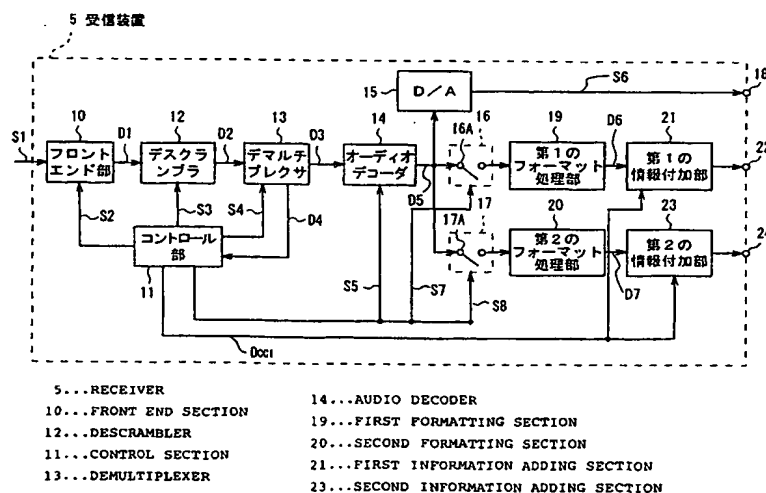 5 受信装置
15
D/A
S6
18
10
12
13
14
16
19
D6
21
S1
D1
D2
D3
16A
22
フロント
エンド部
デスクラ
ンブラ
デマルチ
プレクサ
オーディオ
デコーダ
D5
第1の
フォーマット
処理部
第1の
情報付加部
S2
S3
S4
D4
17A
17
20
23
24
コントロール
部
第2の
フォーマット
処理部
第2の
情報付加部
11
S5
S7
S8
D7
DCCI
5...RECEIVER
10...FRONT END SECTION
12...DESCRAMBLER
11...CONTROL SECTION
13...DEMULTIPLEXER
14...AUDIO DECODER
19...FIRST FORMATTING SECTION
20...SECOND FORMATTING SECTION
21...FIRST INFORMATION ADDING SECTION
23...SECOND INFORMATION ADDING SECTION